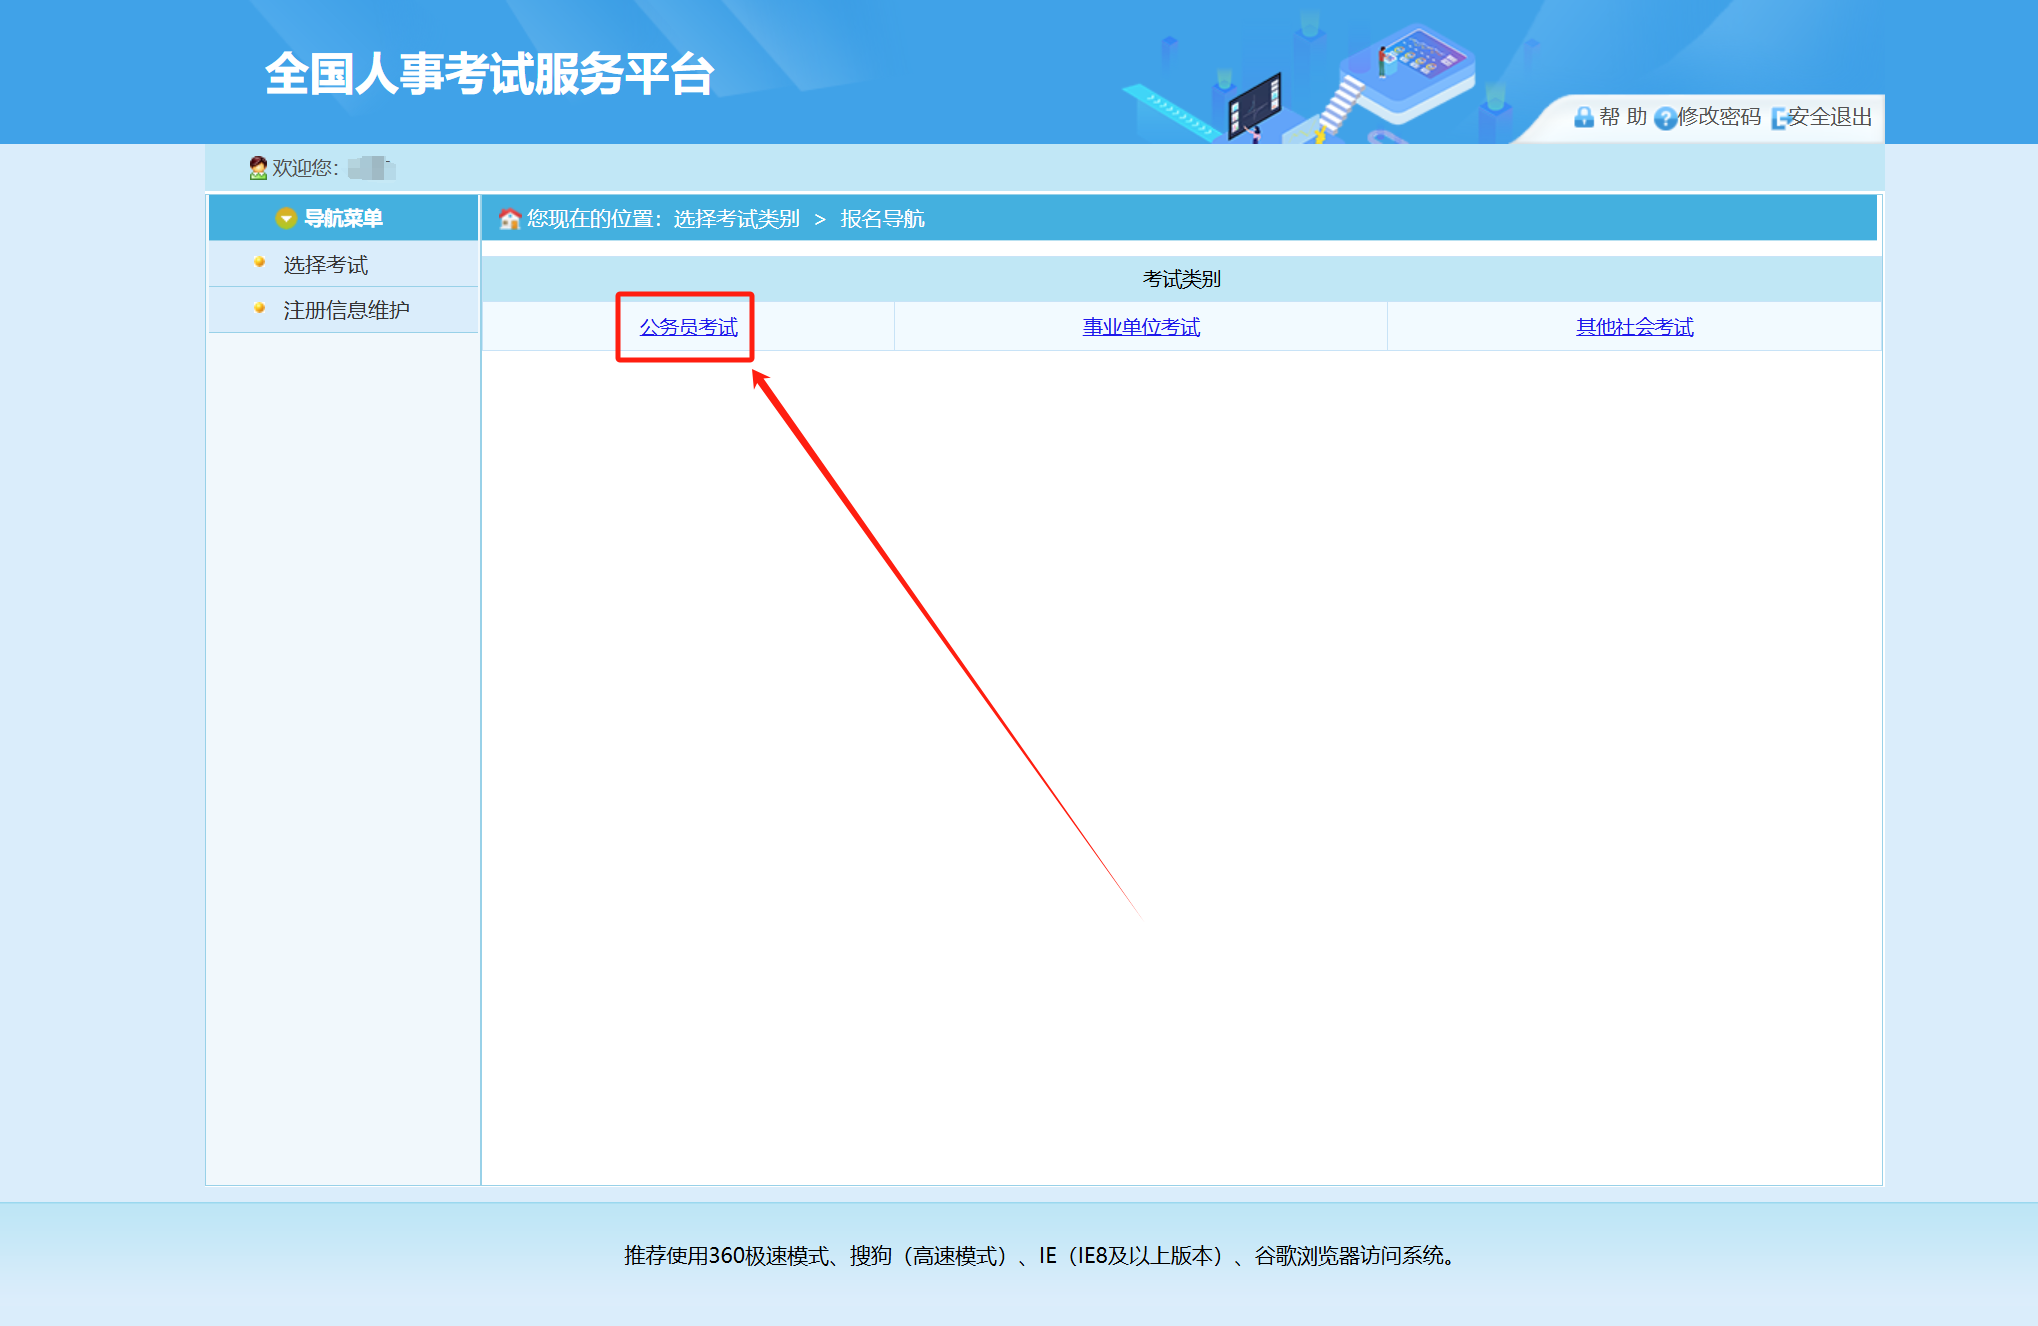 全国人事考试服务平台
帮 助 修改密码 安全退出
欢迎您：
导航菜单
您现在的位置：选择考试类别 > 报名导航
选择考试
注册信息维护
考试类别
公务员考试 事业单位考试 其他社会考试
推荐使用360极速模式、搜狗（高速模式）、IE（IE8及以上版本）、谷歌浏览器访问系统。